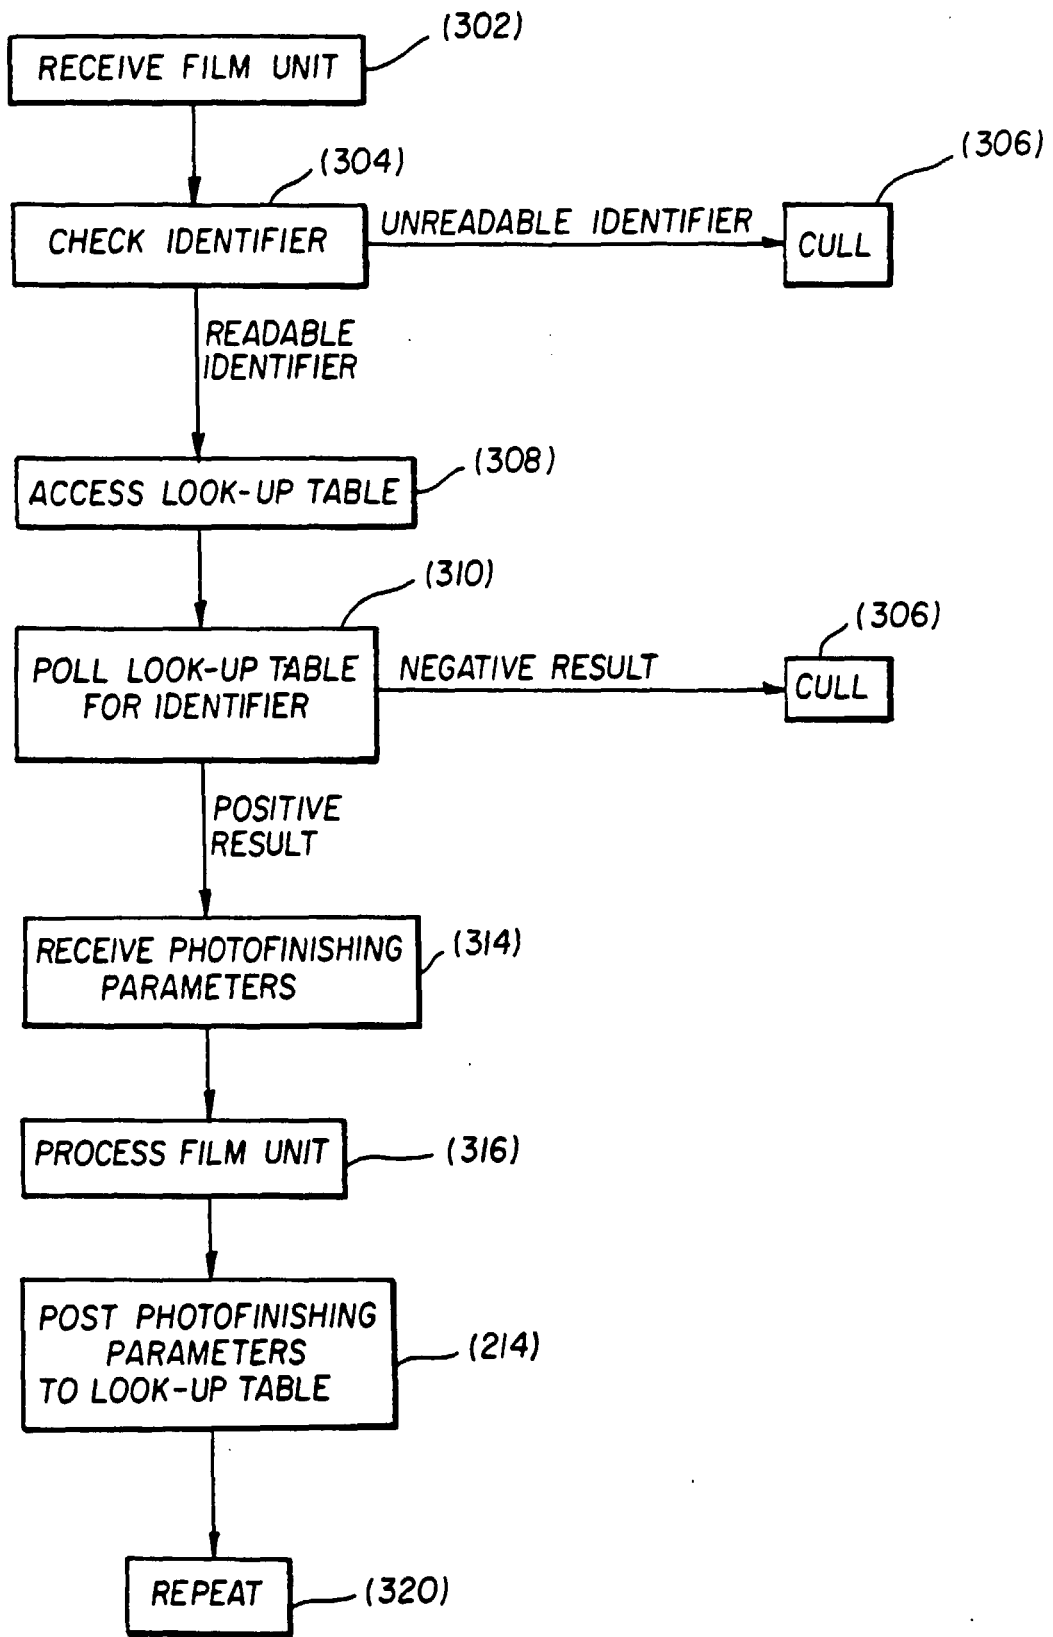 (302)
RECEIVE FILM UNIT
(304)
(306)
CHECK IDENTIFIER
UNREADABLE IDENTIFIER
CULL
READABLE
IDENTIFIER
(308)
ACCESS LOOK-UP TABLE
(310)
(306)
POLL LOOK-UP TABLE
FOR IDENTIFIER
NEGATIVE RESULT
CULL
POSITIVE
RESULT
(314)
RECEIVE PHOTOFINISHING
PARAMETERS
PROCESS FILM UNIT
(316)
POST PHOTOFINISHING
PARAMETERS
TO LOOK-UP TABLE
(214)
REPEAT
(320)